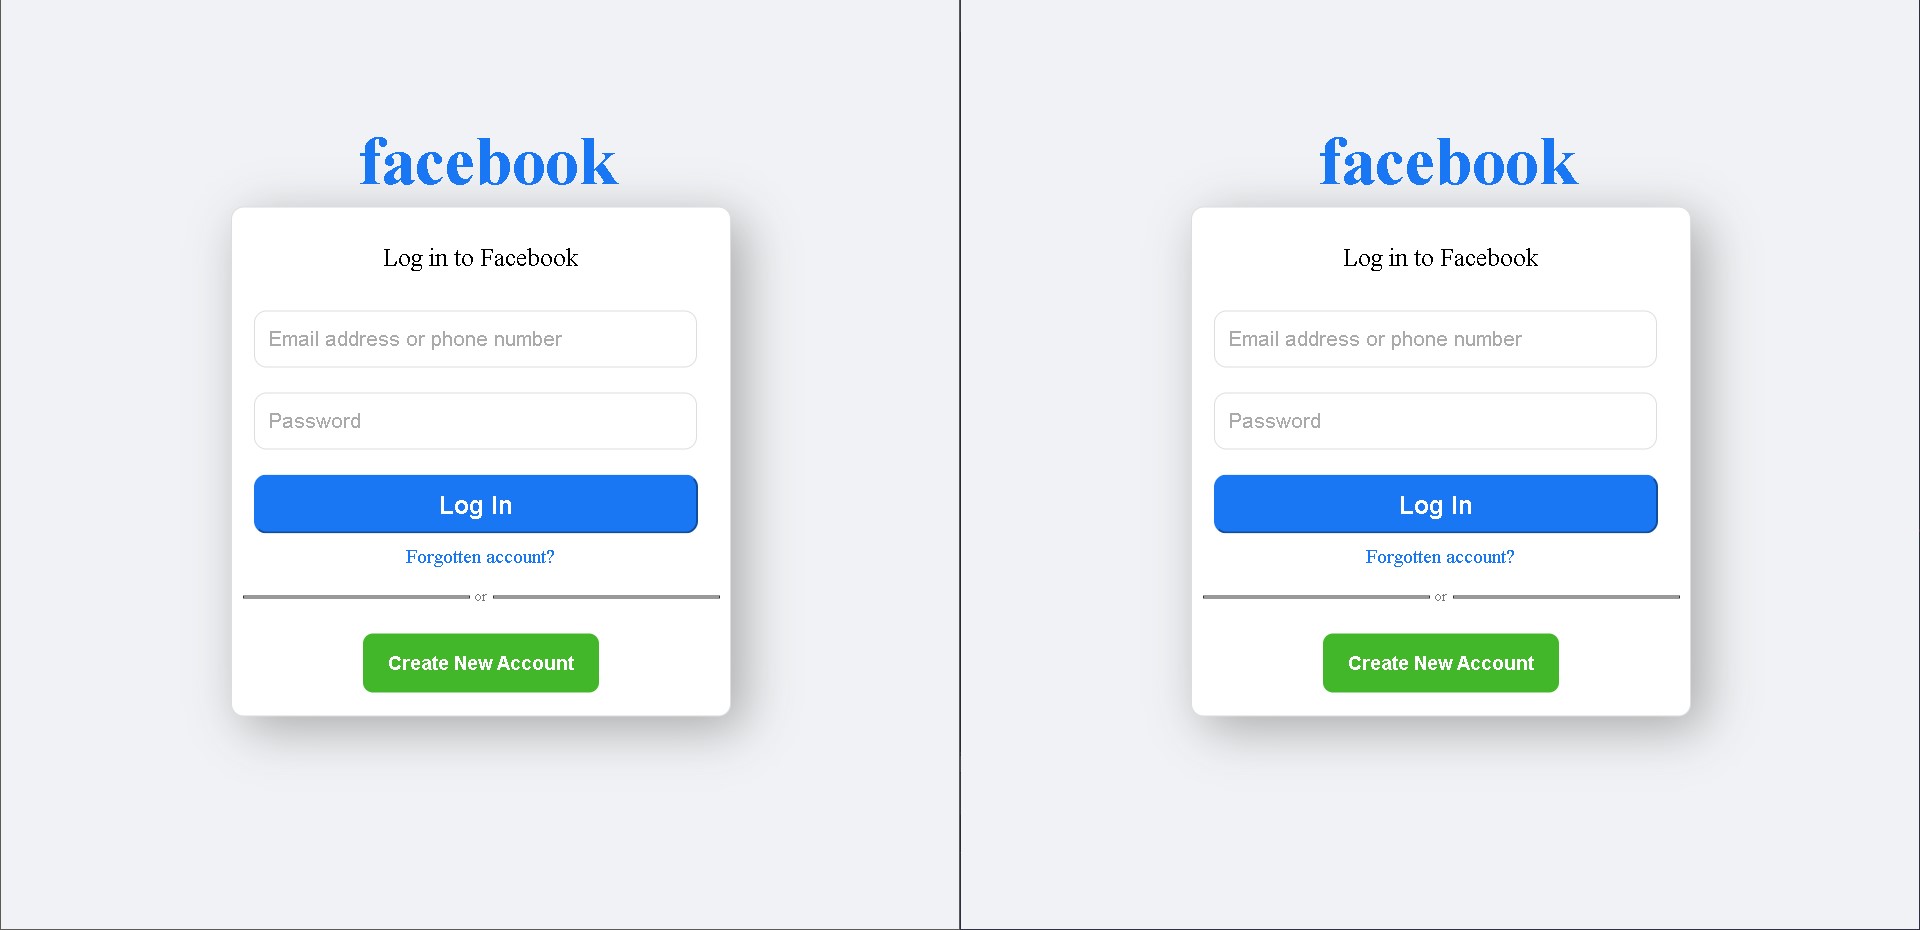 facebook
Log in to Facebook
Email address or phone number
Password
Log In
Forgotten account?
or
Create New Account
facebook
Log in to Facebook
Email address or phone number
Password
Log In
Forgotten account?
or
Create New Account